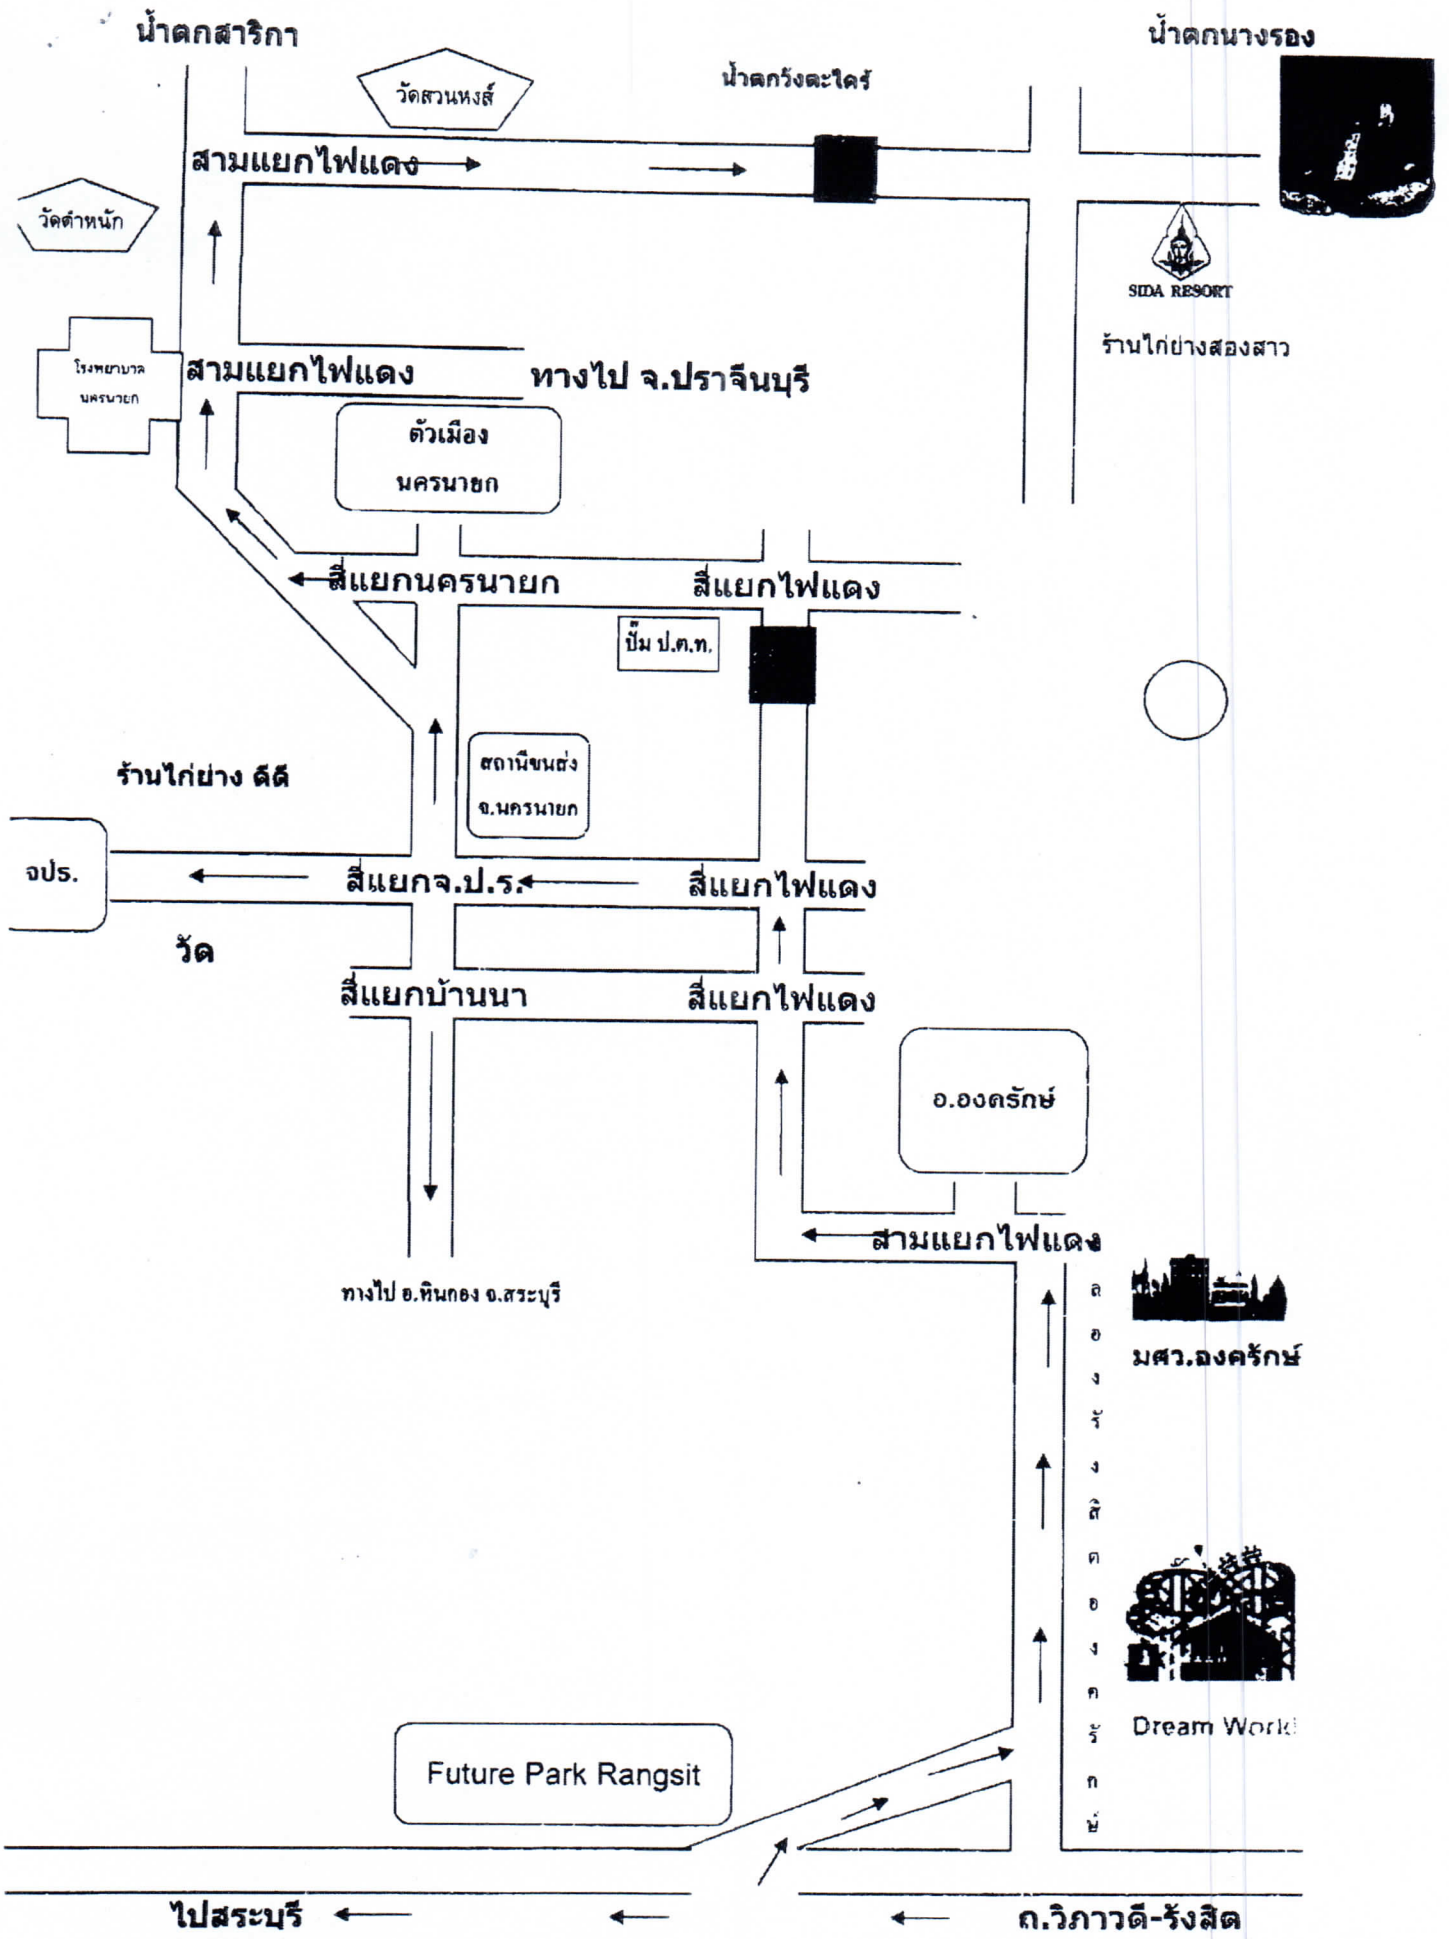 น้ำตกสาริกา
น้ำตกนางรอง
วัดสวนหงส์
น้ำตกวังตะไคร้
สามแยกไฟแดง
วัดตำหนัก
SIDA RESORT
ร้านไก่ย่างสองสาว
โรงพยาบาล
นครนายก
สามแยกไฟแดง
ทางไป จ.ปราจีนบุรี
ตัวเมือง
นครนายก
สี่แยกนครนายก
สี่แยกไฟแดง
ปั๊ม ป.ต.ท.
สถานีขนส่ง
จ.นครนายก
ร้านไก่ย่าง ดีดี
จปร.
สี่แยกจ.ป.ร.
สี่แยกไฟแดง
วัด
สี่แยกบ้านนา
สี่แยกไฟแดง
อ.องครักษ์
สามแยกไฟแดง
ทางไป อ.หินกอง จ.สระบุรี
มศว.องครักษ์
ลองรังสิตองครักษ์
Dream World
Future Park Rangsit
ไปสระบุรี
ถ.วิภาวดี-รังสิต